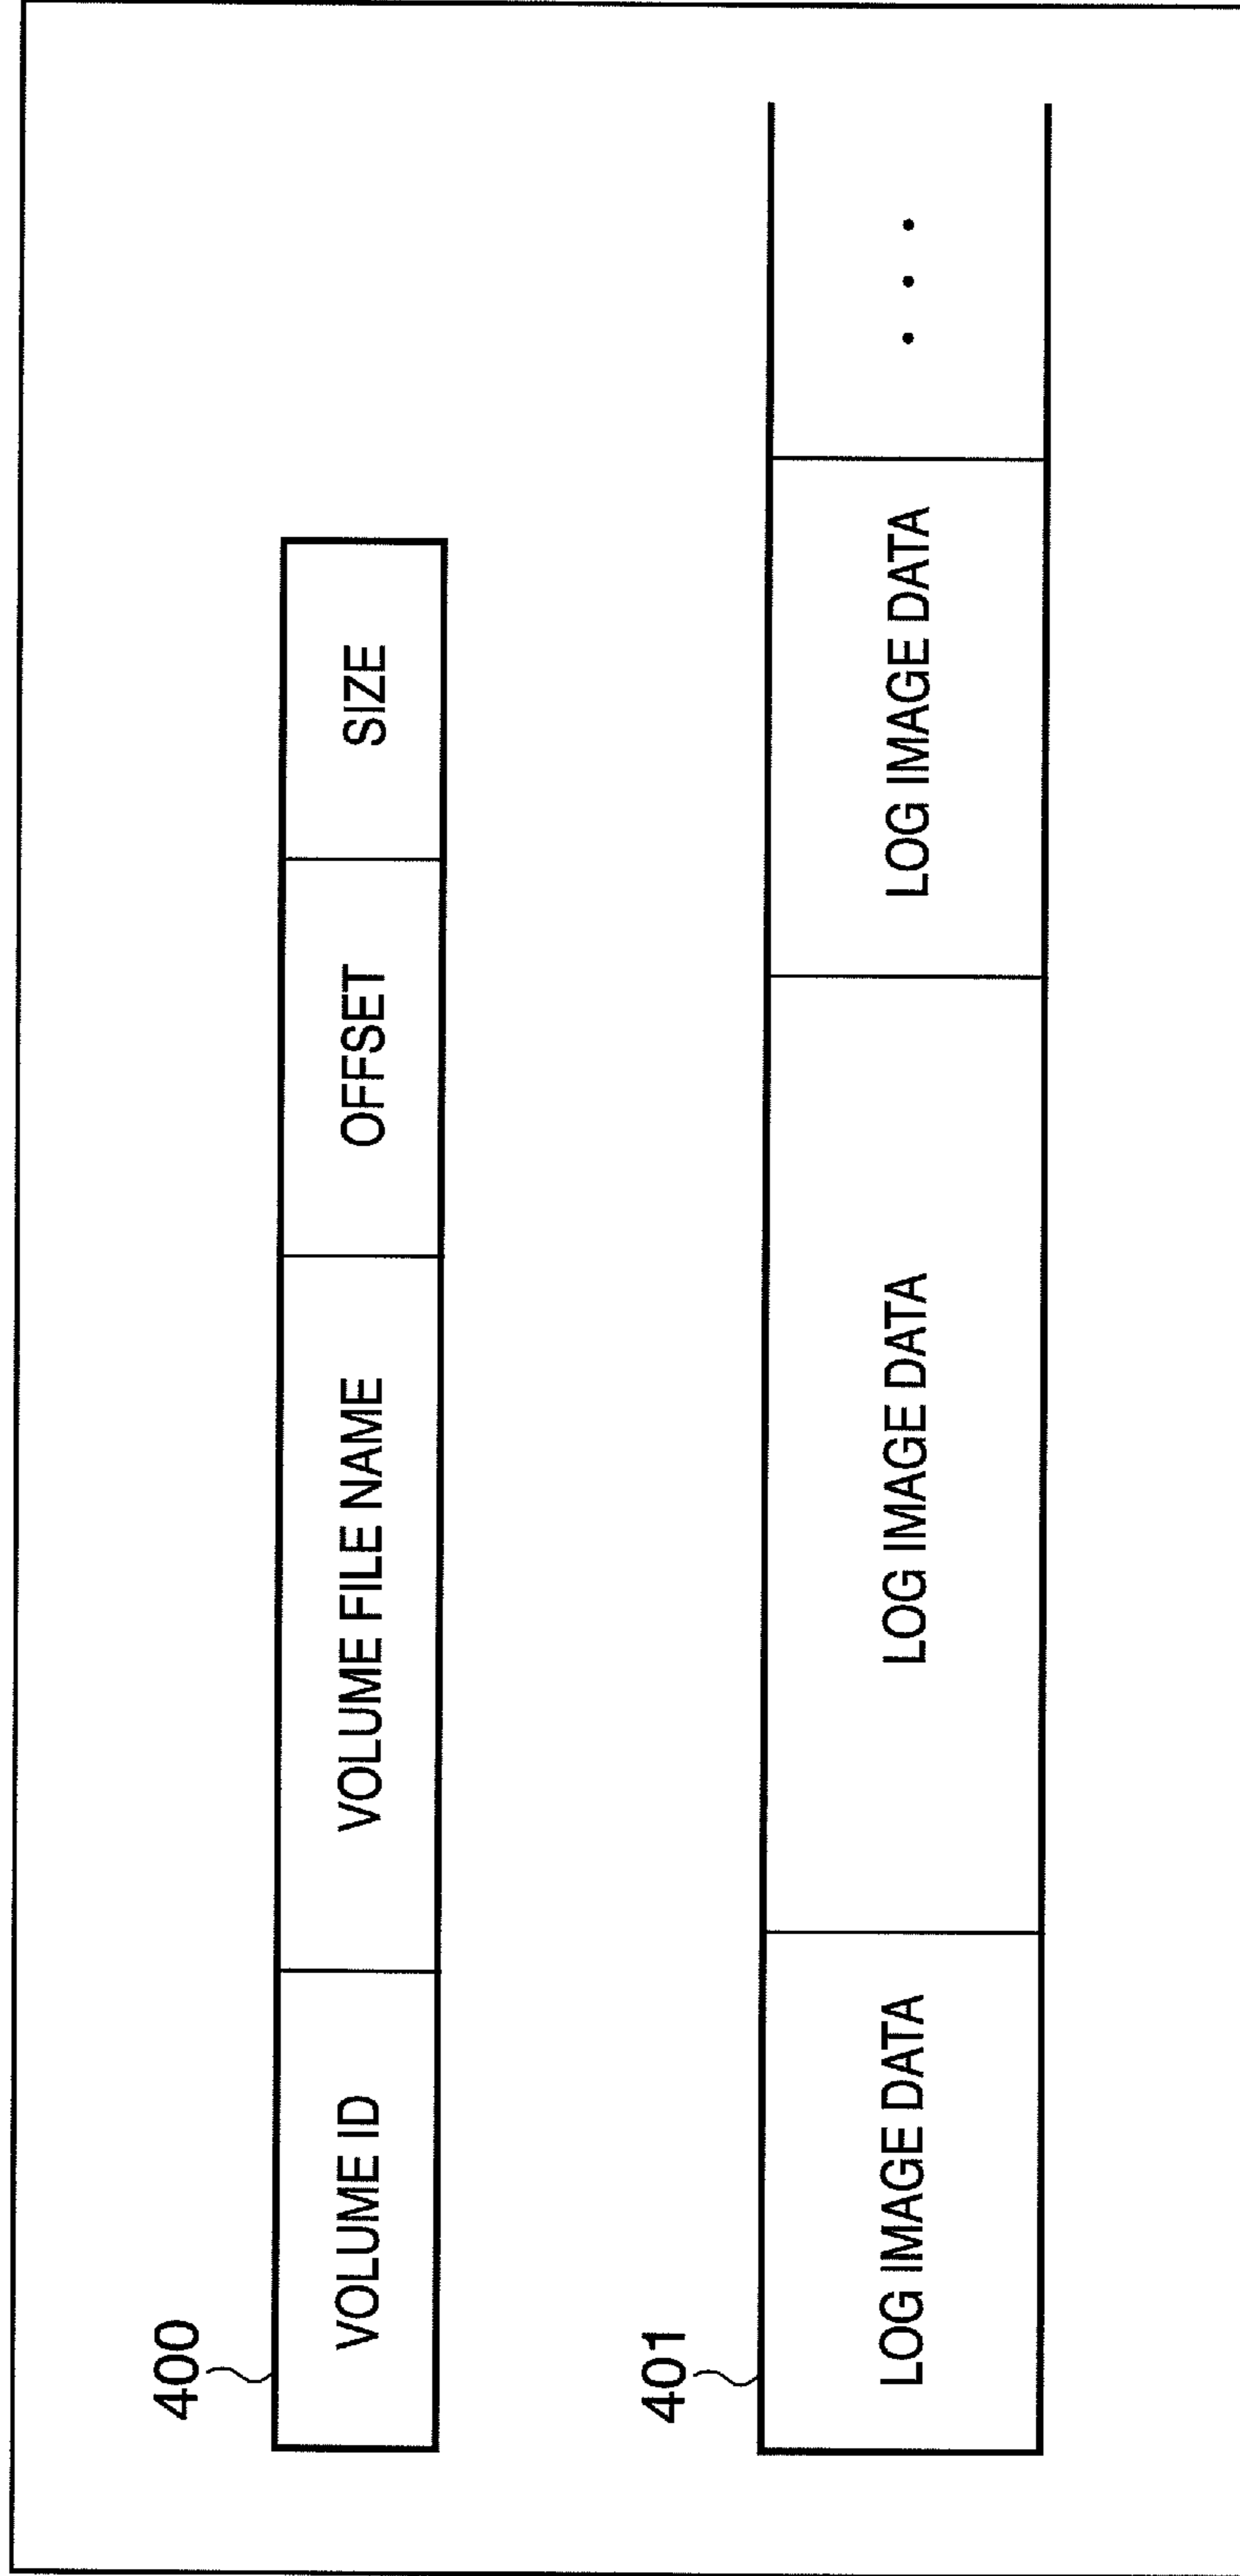 400
VOLUME ID
VOLUME FILE NAME
OFFSET
SIZE
401
LOG IMAGE DATA
LOG IMAGE DATA
LOG IMAGE DATA
. . .